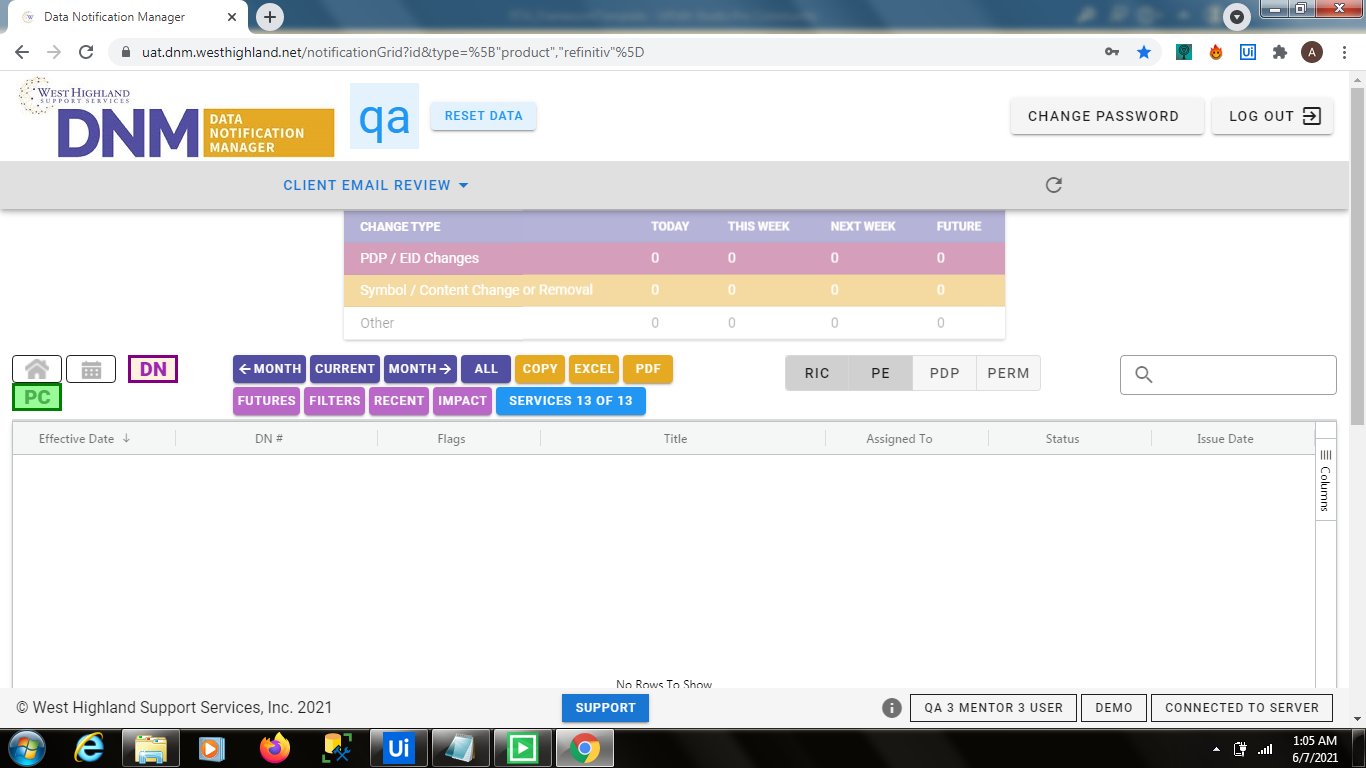 Data Notification Manager
uat.dnm.westhighland.net/notificationGrid?id&type=%5B"product","refinitiv"%5D
A
WEST HIGHLAND
SUPPORT SERVICES
DNM DATA NOTIFICATION MANAGER
qa
RESET DATA
CHANGE PASSWORD
LOG OUT
CLIENT EMAIL REVIEW
CHANGE TYPE TODAY THIS WEEK NEXT WEEK FUTURE
PDP / EID Changes 0 0 0 0
Symbol / Content Change or Removal 0 0 0 0
Other 0 0 0 0
DN
PC
MONTH CURRENT MONTH ALL COPY EXCEL PDF
FUTURES FILTERS RECENT IMPACT SERVICES 13 OF 13
RIC PE PDP PERM
Effective Date DN # Flags Title Assigned To Status Issue Date
Columns
No Rows To Show
© West Highland Support Services, Inc. 2021
SUPPORT
QA 3 MENTOR 3 USER DEMO CONNECTED TO SERVER
Ui
1:05 AM
6/7/2021